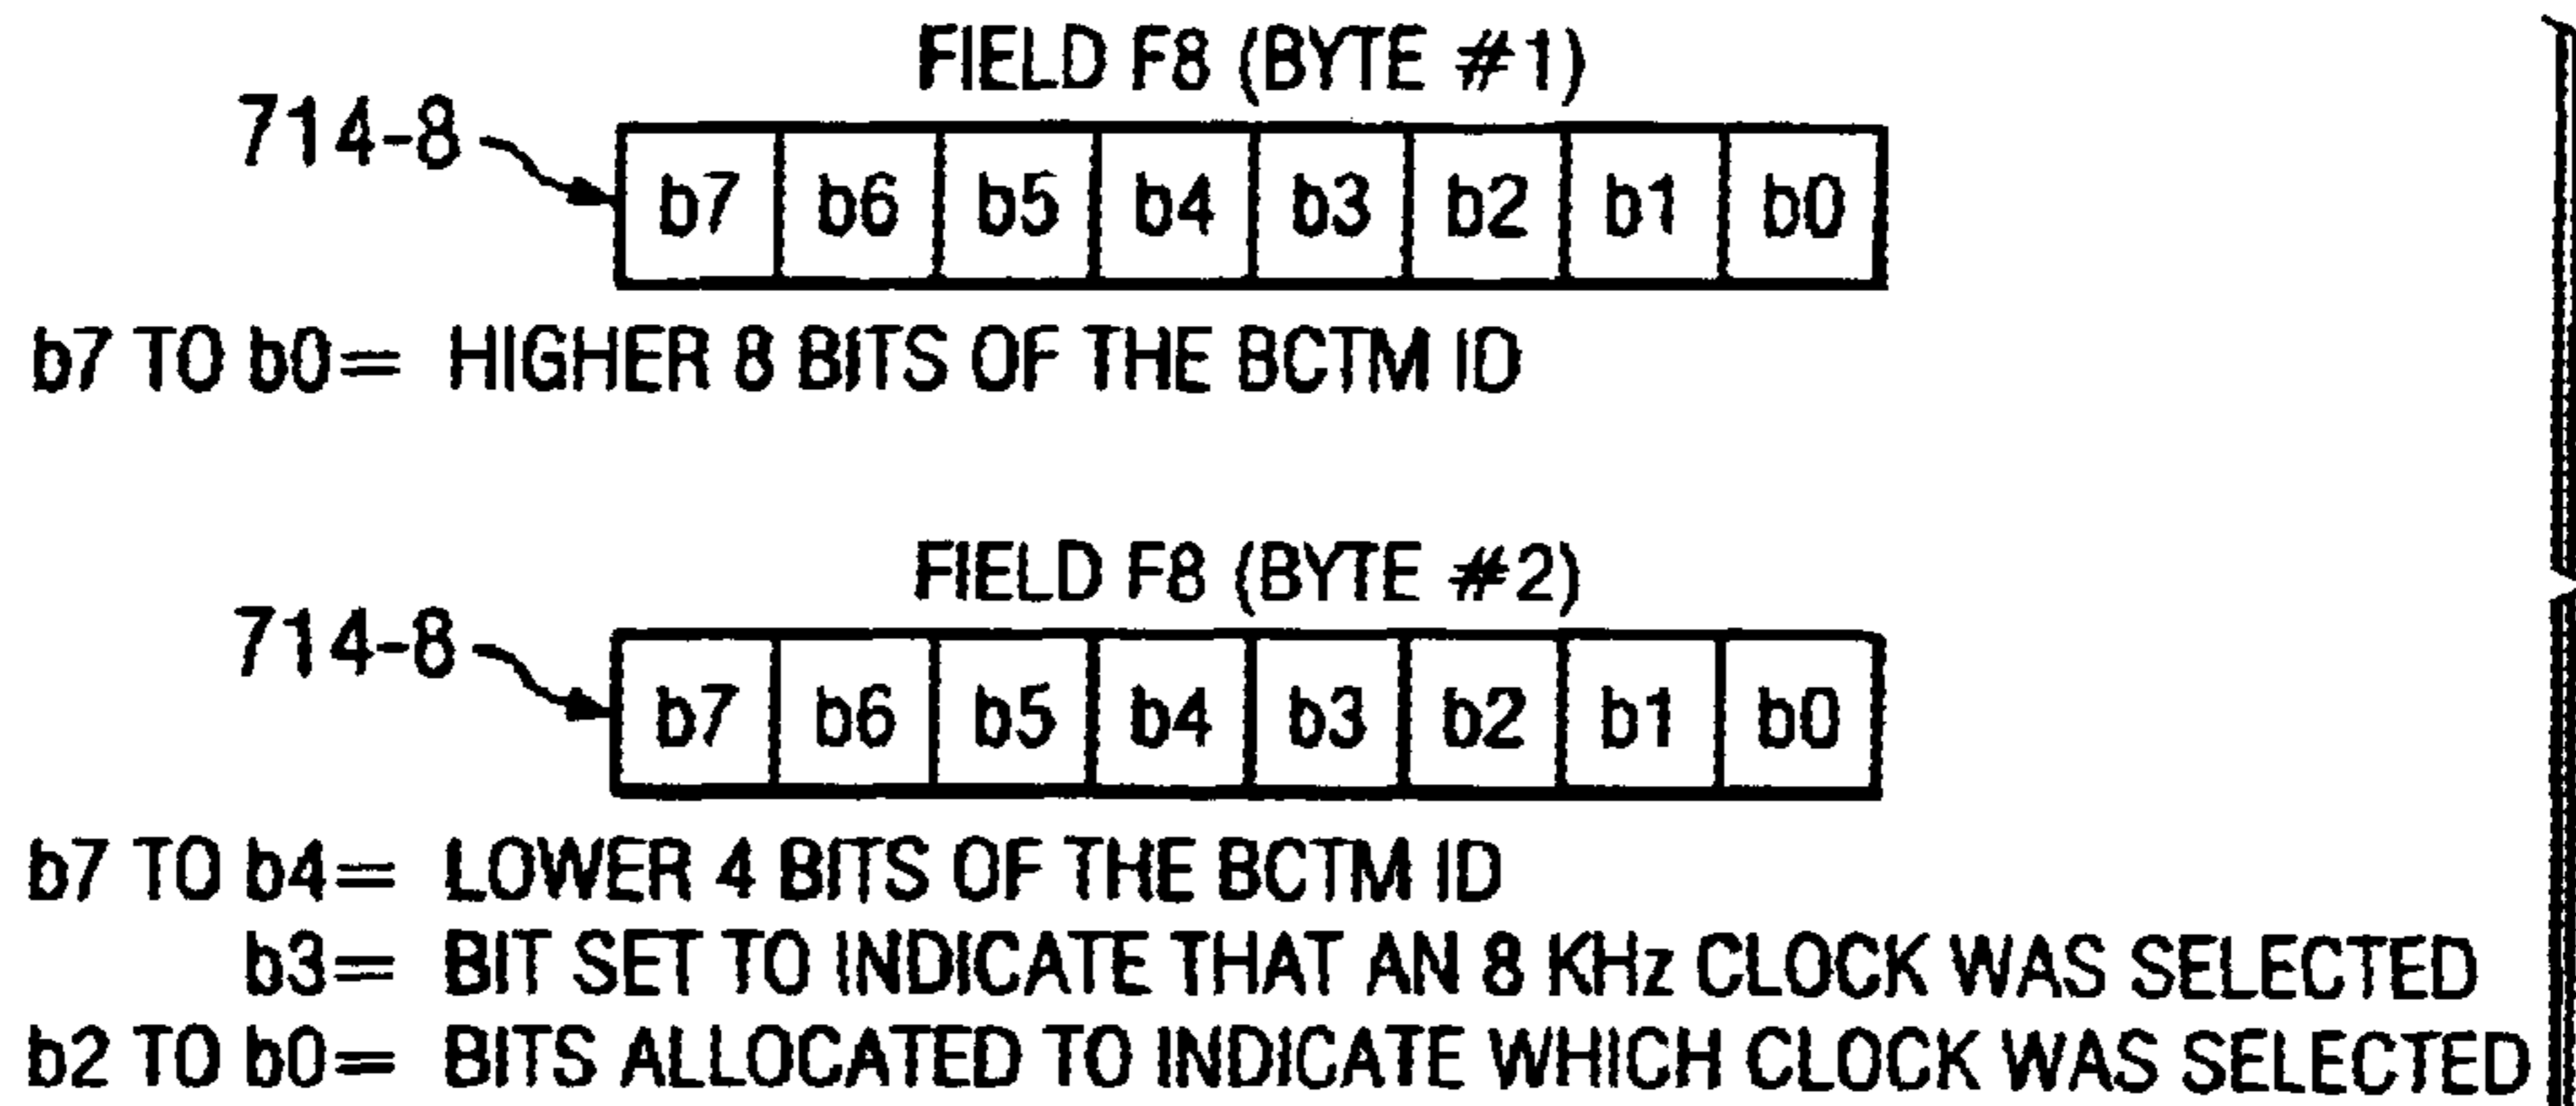 FIELD F8 (BYTE #1)
714-8
b7 b6 b5 b4 b3 b2 b1 b0
b7 TO b0= HIGHER 8 BITS OF THE BCTM ID
FIELD F8 (BYTE #2)
714-8
b7 b6 b5 b4 b3 b2 b1 b0
b7 TO b4= LOWER 4 BITS OF THE BCTM ID
b3= BIT SET TO INDICATE THAT AN 8 KHz CLOCK WAS SELECTED
b2 TO b0= BITS ALLOCATED TO INDICATE WHICH CLOCK WAS SELECTED